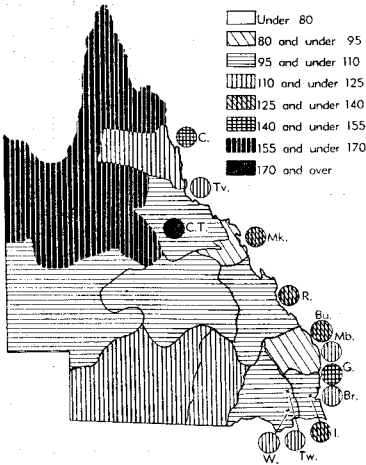 Under 80
80 and under 95
95 and under 110
110 and under 125
125 and under 140
140 and under 155
155 and under 170
170 and over
C.
Tv.
C.T.
Mk.
R.
Bu.
Mb.
G.
Br.
I.
W.
Tw.